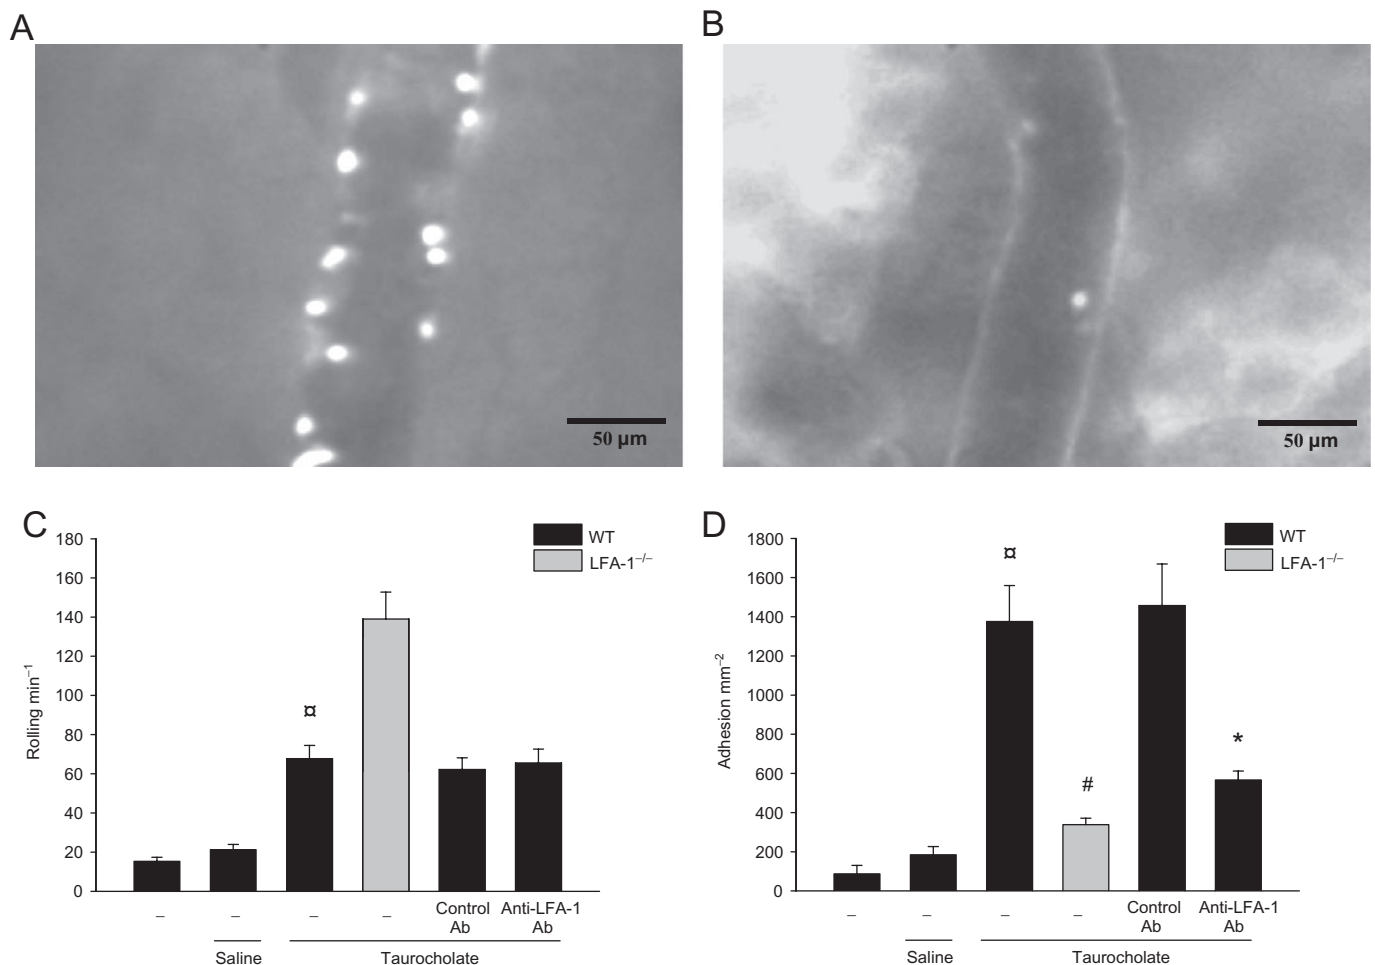 A
B
50 µm
50 µm
C
D
WT
LFA-1⁻/⁻
WT
LFA-1⁻/⁻
180
160
140
120
100
80
60
40
20
0
Rolling min⁻¹
¤
–
–
–
–
Control
Ab
Anti-LFA-1
Ab
Saline
Taurocholate
1800
1600
1400
1200
1000
800
600
400
200
0
Adhesion mm⁻²
¤
#
*
–
–
–
–
Control
Ab
Anti-LFA-1
Ab
Saline
Taurocholate